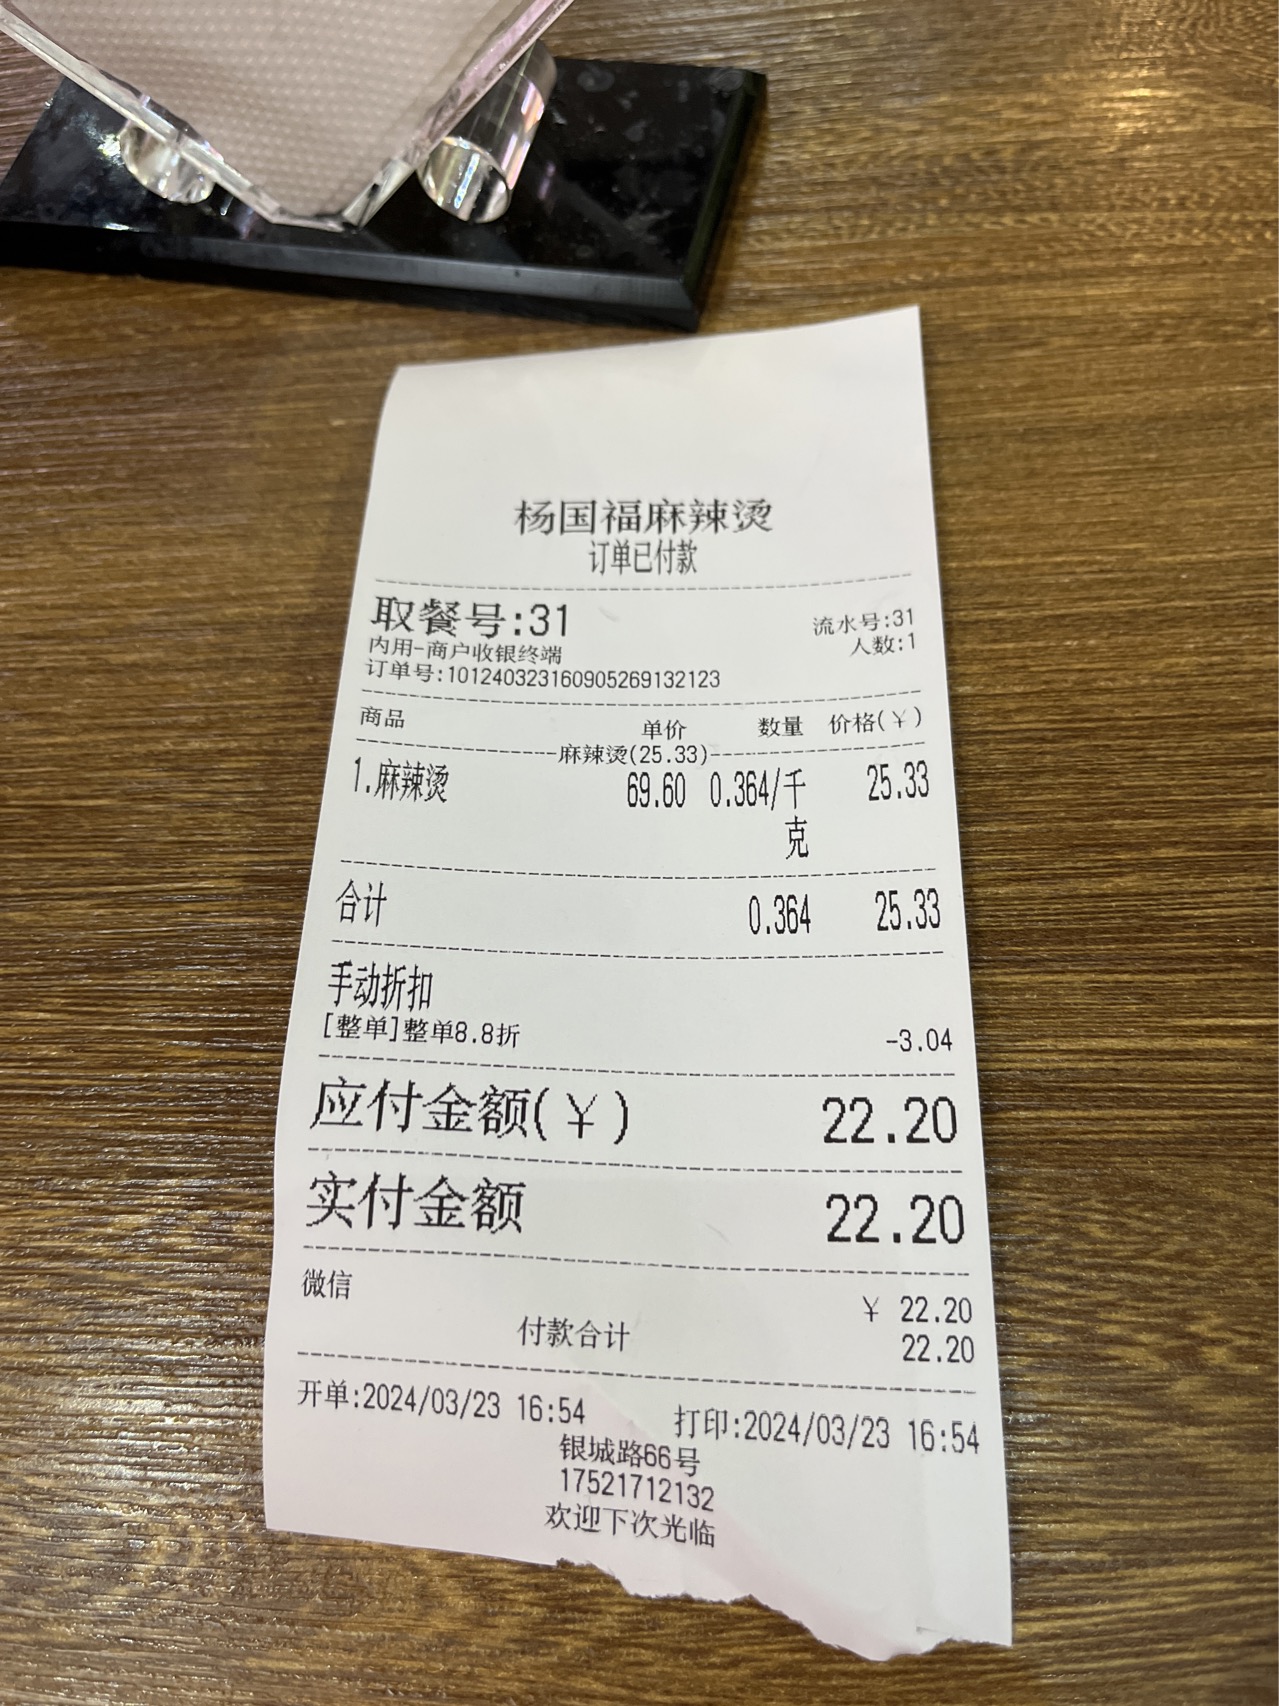 杨国福麻辣烫
订单已付款
取餐号:31 流水号:31
内用-商户收银终端 人数:1
订单号:101240323160905269132123
商品 单价 数量 价格(¥)
麻辣烫(25.33)
1.麻辣烫 69.60 0.364/千 25.33
克
合计 0.364 25.33
手动折扣
[整单]整单8.8折 -3.04
应付金额(¥) 22.20
实付金额 22.20
微信 ¥ 22.20
付款合计 22.20
开单:2024/03/23 16:54 打印:2024/03/23 16:54
银城路66号
17521712132
欢迎下次光临